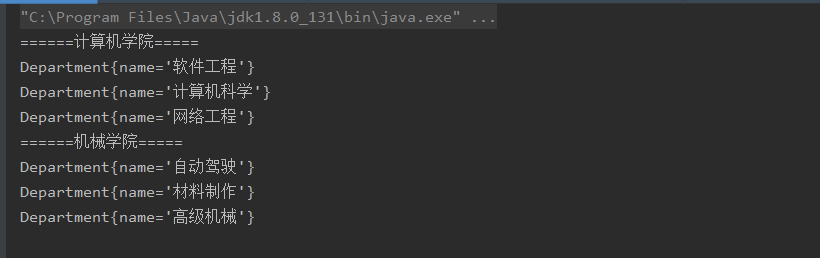 "C:\Program Files\Java\jdk1.8.0_131\bin\java.exe" ...
======计算机学院=====
Department{name='软件工程'}
Department{name='计算机科学'}
Department{name='网络工程'}
======机械学院=====
Department{name='自动驾驶'}
Department{name='材料制作'}
Department{name='高级机械'}